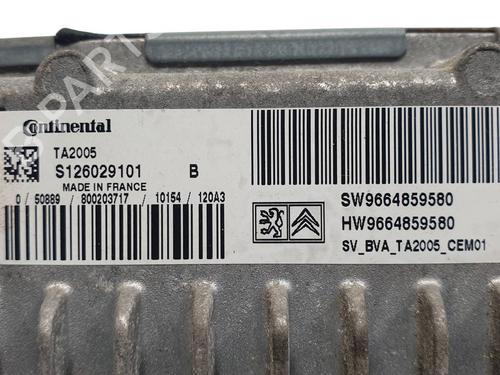 Continental
TA2005
S126029101 B
MADE IN FRANCE
0 / 50889 / 800203717 / 10154 / 120A3
SW9664859580
HW9664859580
SV_BVA_TA2005_CEM01